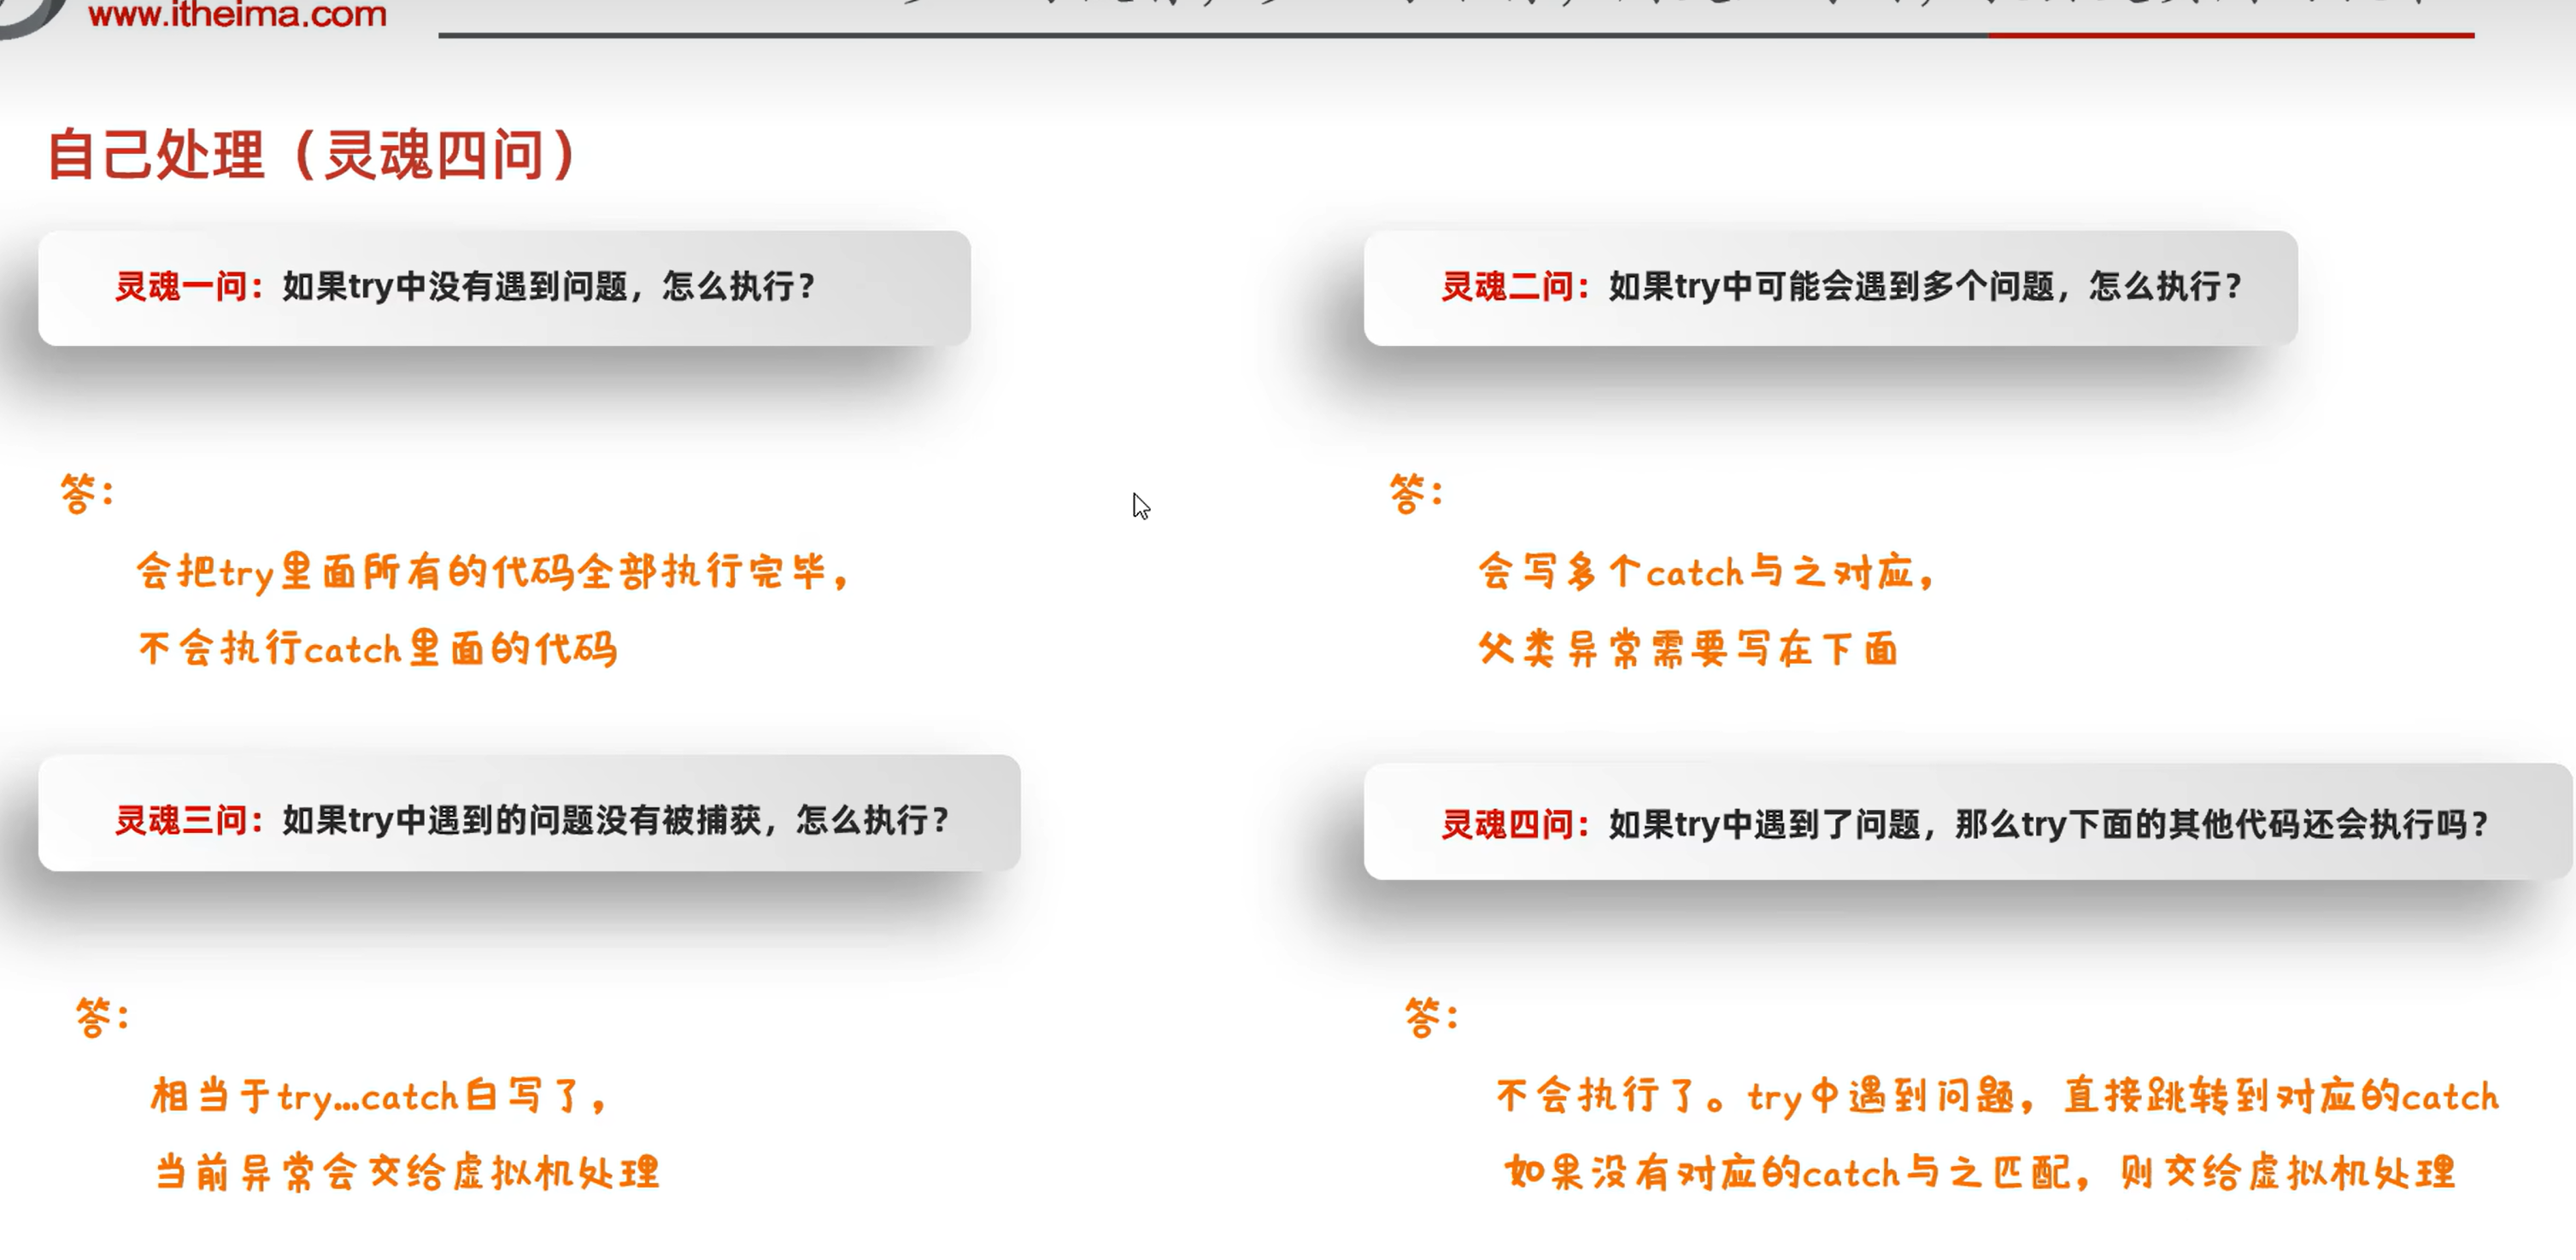 www.itheima.com
自己处理（灵魂四问）
灵魂一问：如果try中没有遇到问题，怎么执行？
答：
会把try里面所有的代码全部执行完毕，
不会执行catch里面的代码
灵魂二问：如果try中可能会遇到多个问题，怎么执行？
答：
会写多个catch与之对应，
父类异常需要写在下面
灵魂三问：如果try中遇到的问题没有被捕获，怎么执行？
答：
相当于try...catch白写了，
当前异常会交给虚拟机处理
灵魂四问：如果try中遇到了问题，那么try下面的其他代码还会执行吗？
答：
不会执行了。try中遇到问题，直接跳转到对应的catch
如果没有对应的catch与之匹配，则交给虚拟机处理